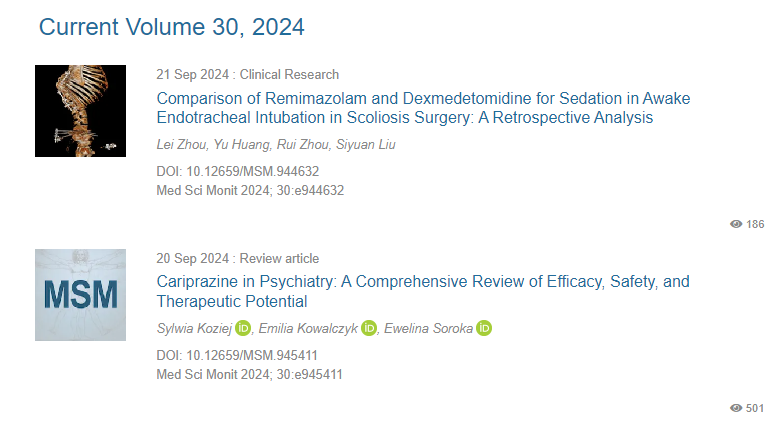 Current Volume 30, 2024
21 Sep 2024 : Clinical Research
Comparison of Remimazolam and Dexmedetomidine for Sedation in Awake
Endotracheal Intubation in Scoliosis Surgery: A Retrospective Analysis
Lei Zhou, Yu Huang, Rui Zhou, Siyuan Liu
DOI: 10.12659/MSM.944632
Med Sci Monit 2024; 30:e944632
186
MSM
20 Sep 2024 : Review article
Cariprazine in Psychiatry: A Comprehensive Review of Efficacy, Safety, and
Therapeutic Potential
Sylwia Koziej iD, Emilia Kowalczyk iD, Ewelina Soroka iD
DOI: 10.12659/MSM.945411
Med Sci Monit 2024; 30:e945411
501